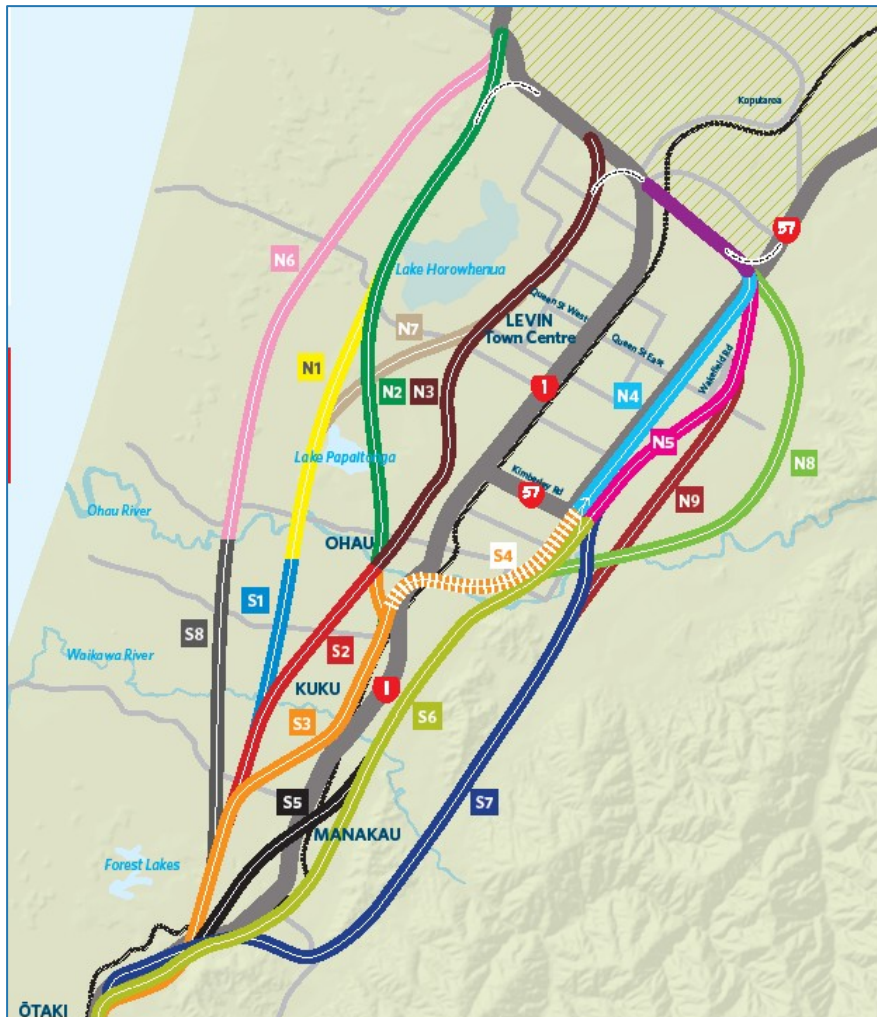 Koputaroa
57
N6
Lake Horowhenua
Queen St West
N7
LEVIN
Town Centre
Queen St East
Wakefield Rd
N1
N2
N3
1
N4
N5
Lake Papaitonga
Kimberley Rd
N8
57
N9
Ohau River
OHAU
S4
S1
S8
S2
Waikawa River
KUKU
1
S6
S3
S5
S7
MANAKAU
Forest Lakes
ŌTAKI